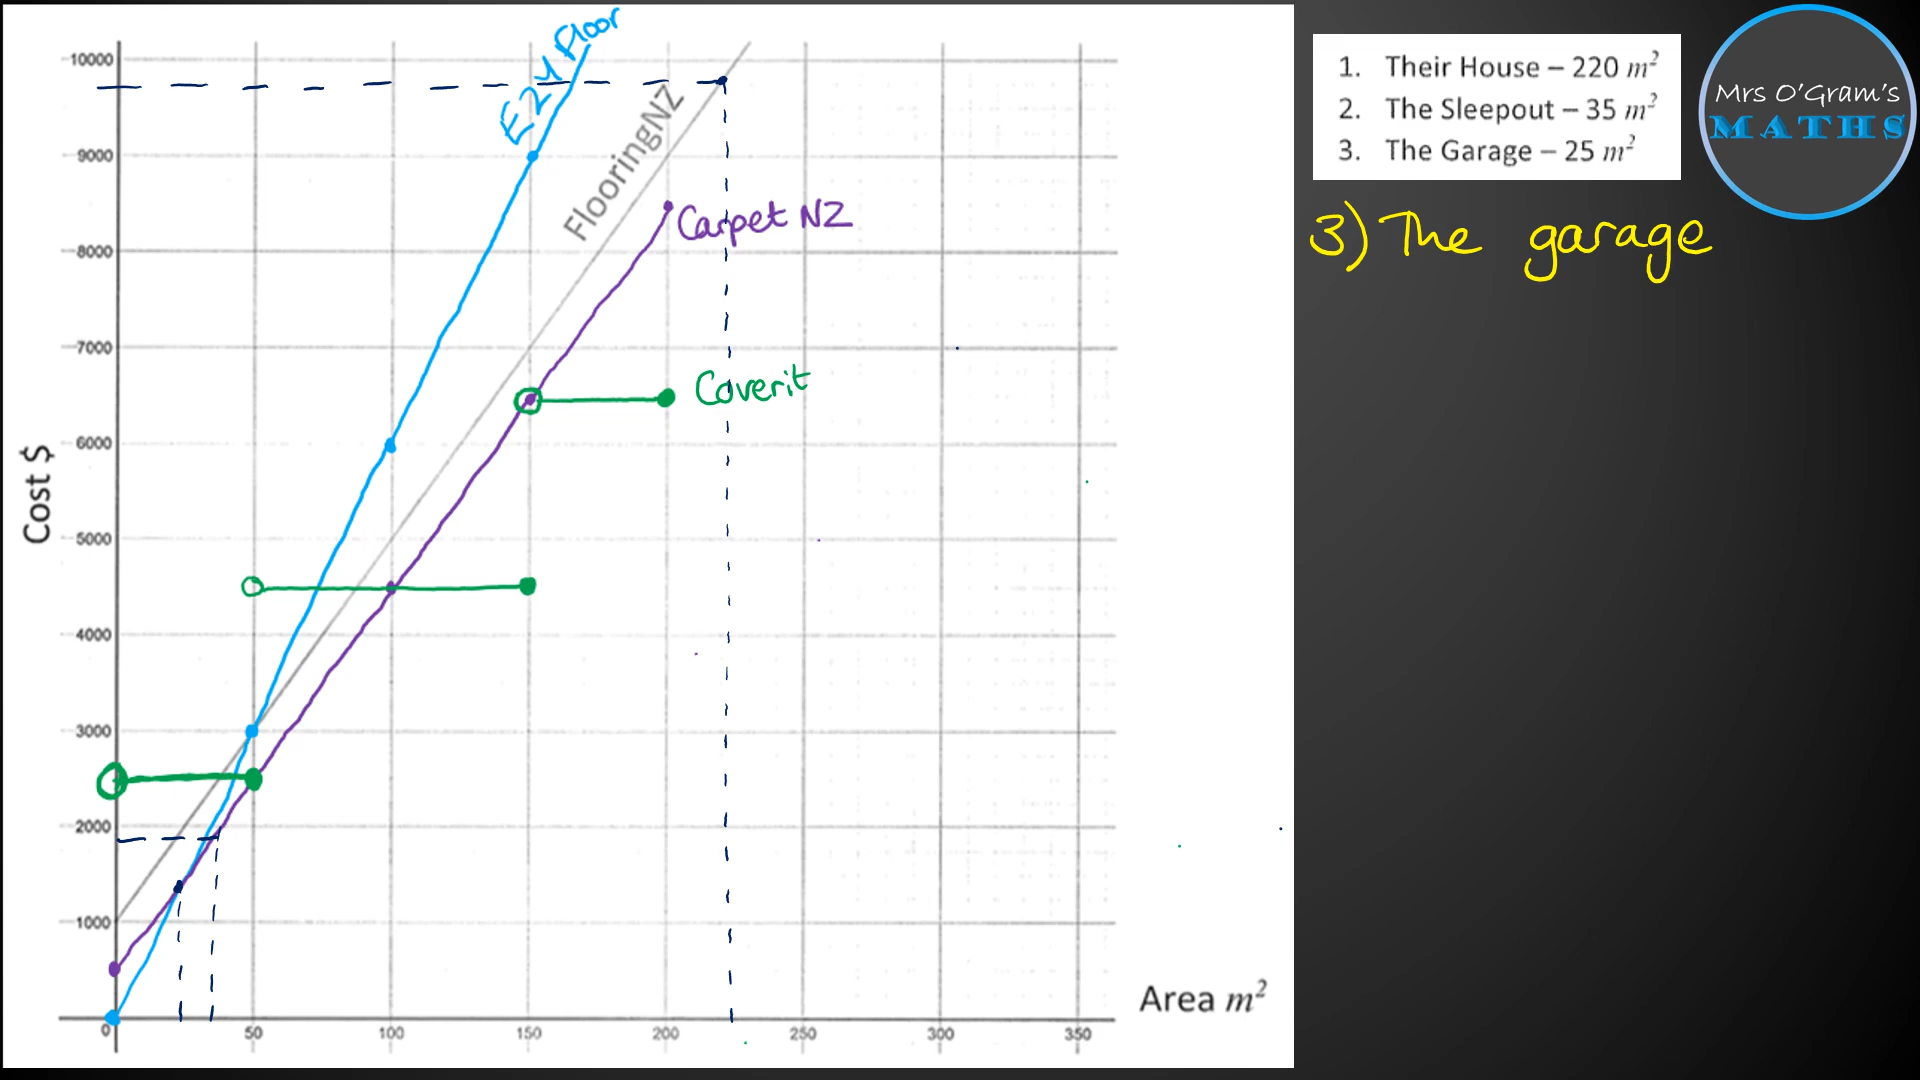 EZY Floor
10000
9000
8000
7000
6000
5000
4000
3000
2000
1000
0
50
100
150
200
250
300
350
Cost $
Area m²
FlooringNZ
Carpet NZ
Coverit
1. Their House – 220 m²
2. The Sleepout – 35 m²
3. The Garage – 25 m²
Mrs O'Gram's
MATHS
3) The garage